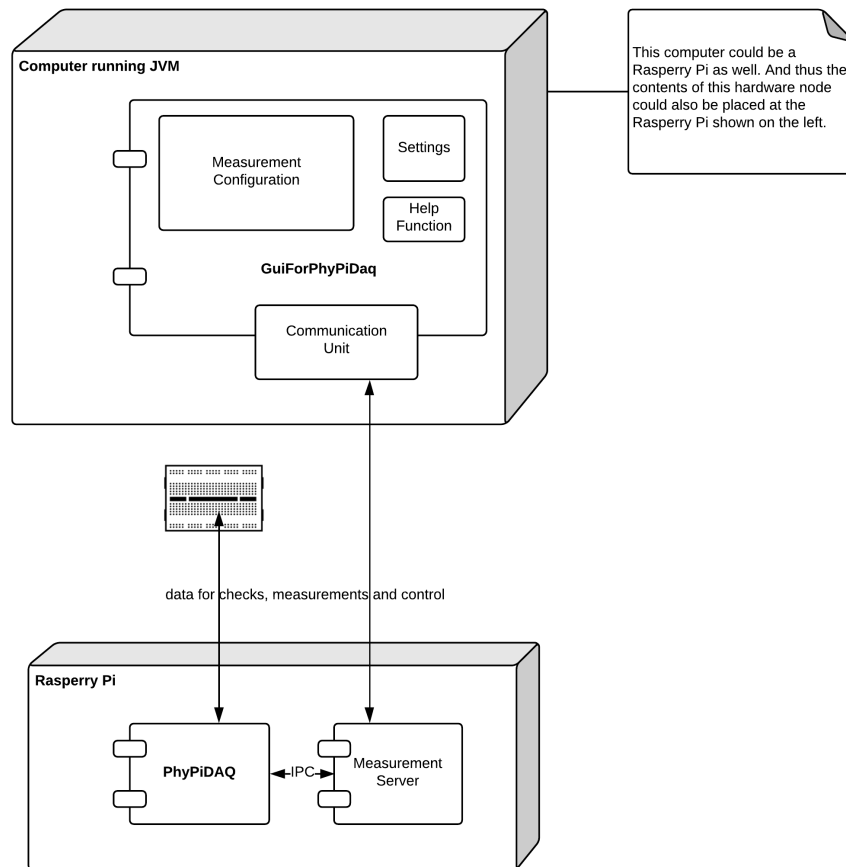 Computer running JVM
This computer could be a
Rasperry Pi as well. And thus the
contents of this hardware node
could also be placed at the
Rasperry Pi shown on the left.
Measurement
Configuration
Settings
Help
Function
GuiForPhyPiDaq
Communication
Unit
data for checks, measurements and control
Rasperry Pi
PhyPiDAQ
IPC
Measurement
Server